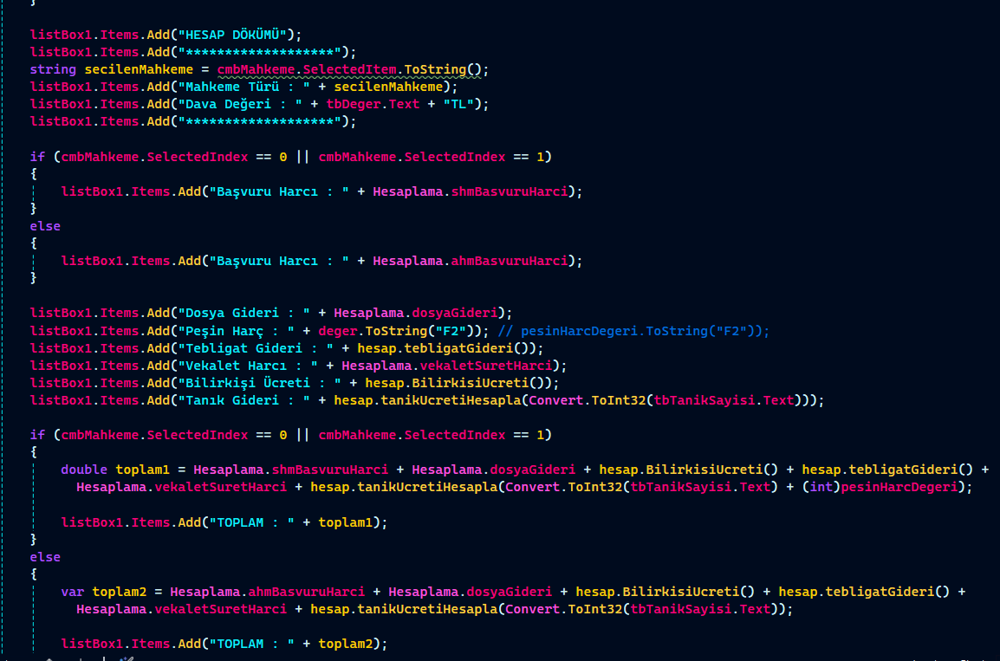 }
listBox1.Items.Add("HESAP DÖKÜMÜ");
listBox1.Items.Add("*******************");
string secilenMahkeme = cmbMahkeme.SelectedItem.ToString();
listBox1.Items.Add("Mahkeme Türü : " + secilenMahkeme);
listBox1.Items.Add("Dava Değeri : " + tbDeger.Text + "TL");
listBox1.Items.Add("*******************");
if (cmbMahkeme.SelectedIndex == 0 || cmbMahkeme.SelectedIndex == 1)
{
listBox1.Items.Add("Başvuru Harcı : " + Hesaplama.shmBasvuruHarci);
}
else
{
listBox1.Items.Add("Başvuru Harcı : " + Hesaplama.ahmBasvuruHarci);
}
listBox1.Items.Add("Dosya Gideri : " + Hesaplama.dosyaGideri);
listBox1.Items.Add("Peşin Harç : " + deger.ToString("F2")); // pesinHarcDegeri.ToString("F2"));
listBox1.Items.Add("Tebligat Gideri : " + hesap.tebligatGideri());
listBox1.Items.Add("Vekalet Harcı : " + Hesaplama.vekaletSuretHarci);
listBox1.Items.Add("Bilirkişi Ücreti : " + hesap.BilirkisiUcreti());
listBox1.Items.Add("Tanık Gideri : " + hesap.tanikUcretiHesapla(Convert.ToInt32(tbTanikSayisi.Text)));
if (cmbMahkeme.SelectedIndex == 0 || cmbMahkeme.SelectedIndex == 1)
{
double toplam1 = Hesaplama.shmBasvuruHarci + Hesaplama.dosyaGideri + hesap.BilirkisiUcreti() + hesap.tebligatGideri() +
Hesaplama.vekaletSuretHarci + hesap.tanikUcretiHesapla(Convert.ToInt32(tbTanikSayisi.Text) + (int)pesinHarcDegeri);
listBox1.Items.Add("TOPLAM : " + toplam1);
}
else
{
var toplam2 = Hesaplama.ahmBasvuruHarci + Hesaplama.dosyaGideri + hesap.BilirkisiUcreti() + hesap.tebligatGideri() +
Hesaplama.vekaletSuretHarci + hesap.tanikUcretiHesapla(Convert.ToInt32(tbTanikSayisi.Text));
listBox1.Items.Add("TOPLAM : " + toplam2);